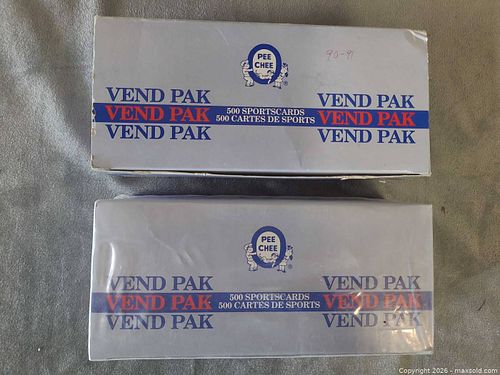 PEE
CHEE
®
90-91
VEND PAK VEND PAK
VEND PAK 500 SPORTSCARDS VEND PAK
500 CARTES DE SPORTS
VEND PAK VEND PAK
PEE
CHEE
®
VEND PAK VEND PAK
VEND PAK 500 SPORTSCARDS VEND PAK
500 CARTES DE SPORTS
VEND PAK VEND PAK
Copyright 2026 - maxsold.com